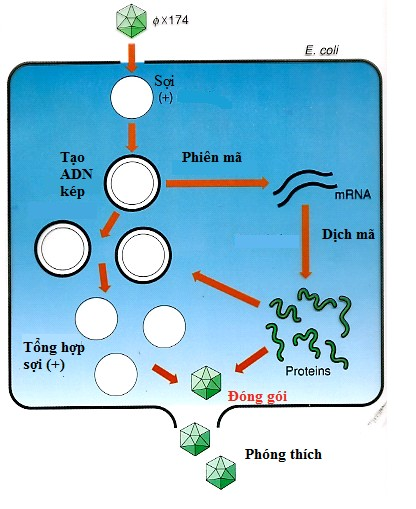 φX174
E. coli
Sợi
(+)
Tạo
ADN
kép
Phiên mã
mRNA
Dịch mã
Tổng hợp
sợi (+)
Proteins
Đóng gói
Phóng thích